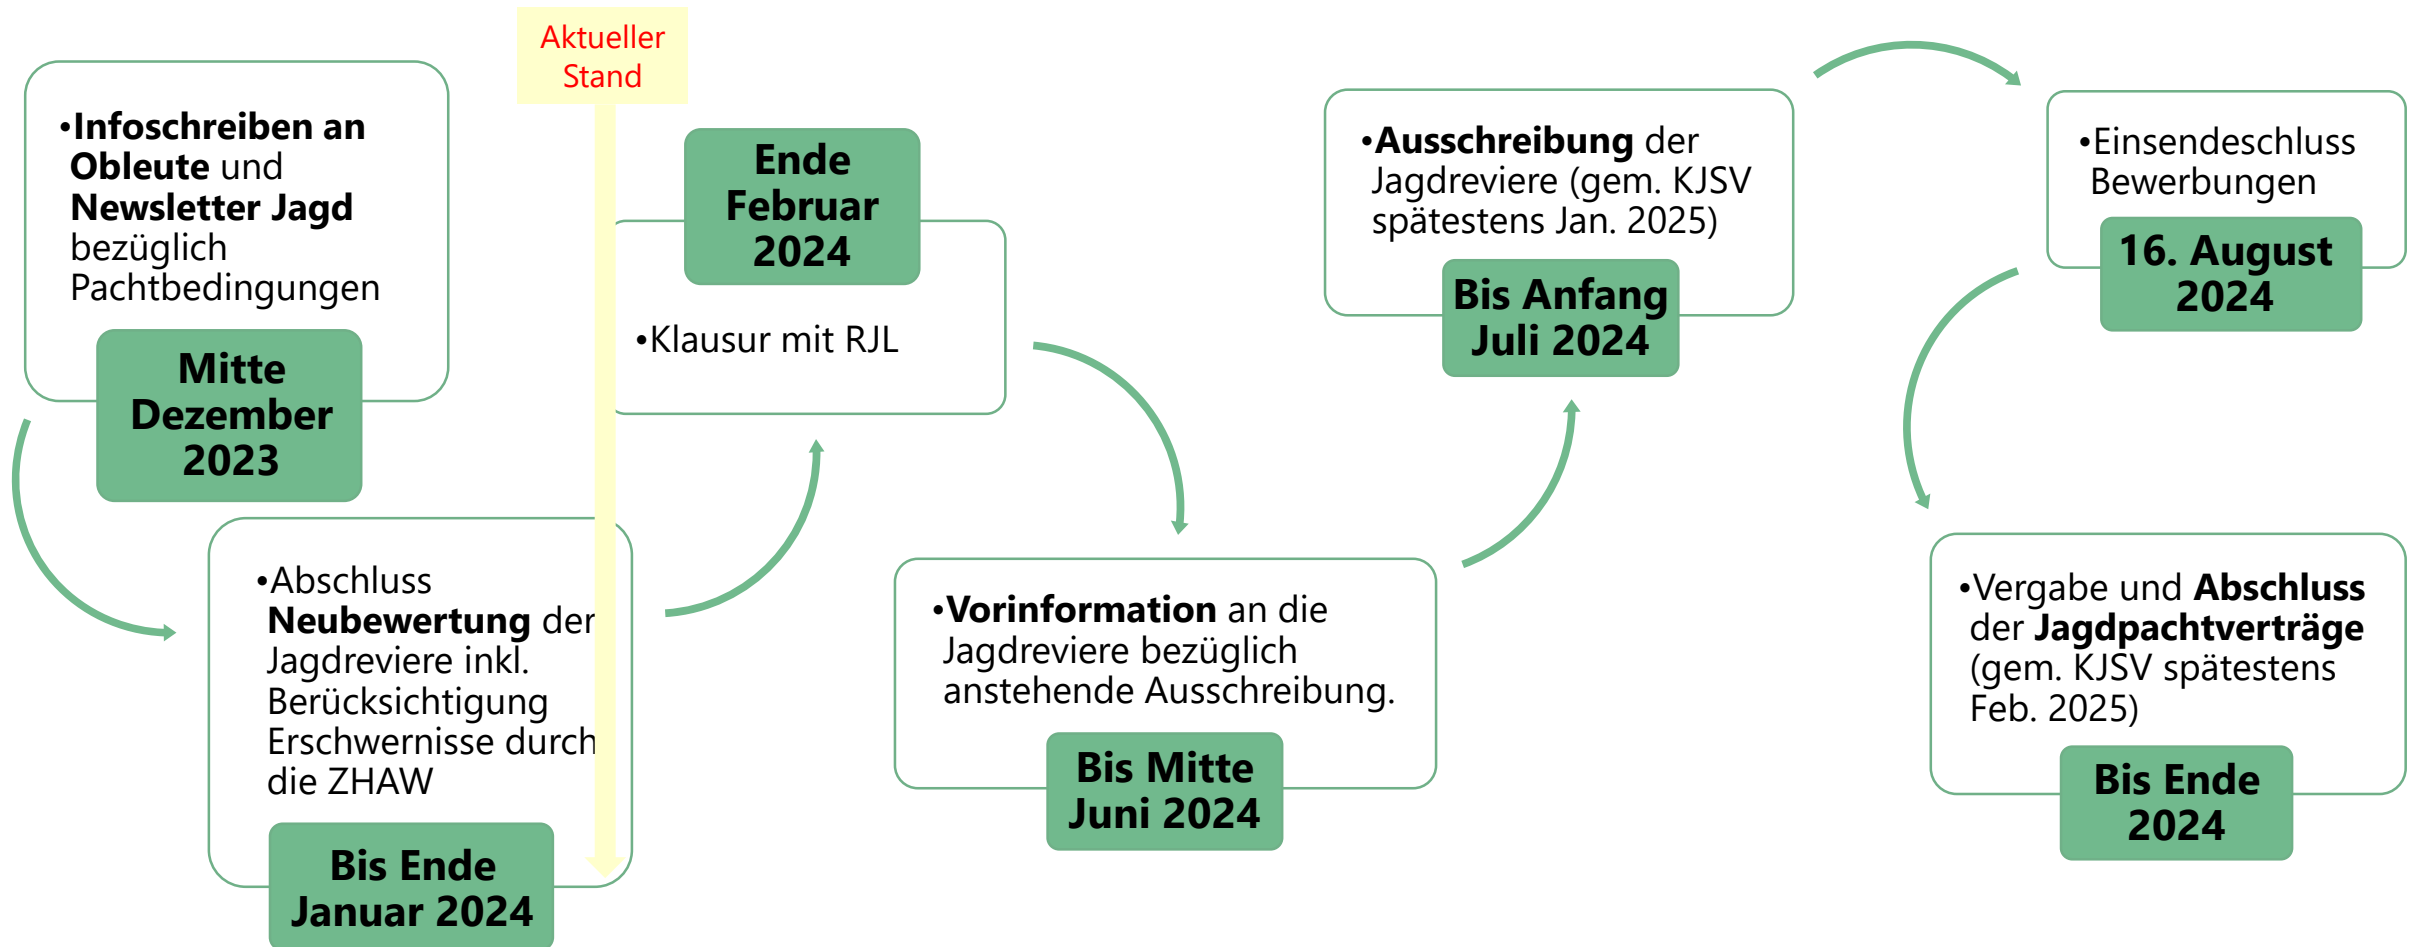 Aktueller
Stand
•Infoschreiben an
Obleute und
Newsletter Jagd
bezüglich
Pachtbedingungen
Mitte
Dezember
2023
•Abschluss
Neubewertung der
Jagdreviere inkl.
Berücksichtigung
Erschwernisse durch
die ZHAW
Bis Ende
Januar 2024
Ende
Februar
2024
•Klausur mit RJL
•Vorinformation an die
Jagdreviere bezüglich
anstehende Ausschreibung.
Bis Mitte
Juni 2024
•Ausschreibung der
Jagdreviere (gem. KJSV
spätestens Jan. 2025)
Bis Anfang
Juli 2024
•Einsendeschluss
Bewerbungen
16. August
2024
•Vergabe und Abschluss
der Jagdpachtverträge
(gem. KJSV spätestens
Feb. 2025)
Bis Ende
2024